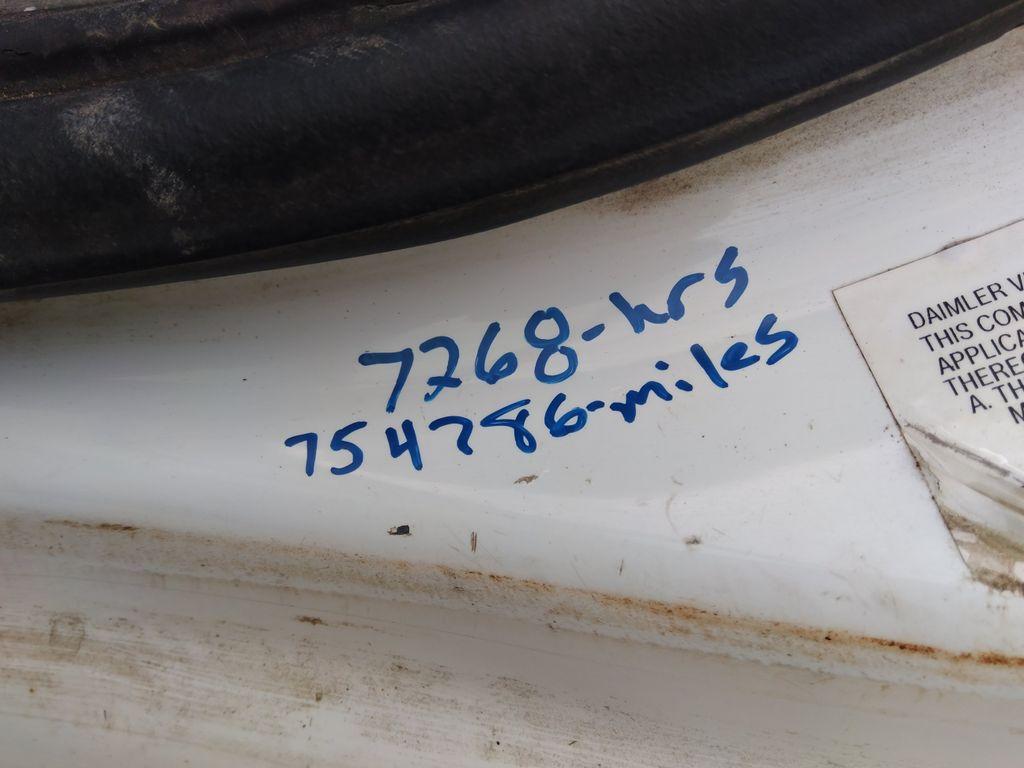 7268-hrs
754786-miles
DAIMLER V
THIS COM
APPLICA
THERE
A. TH